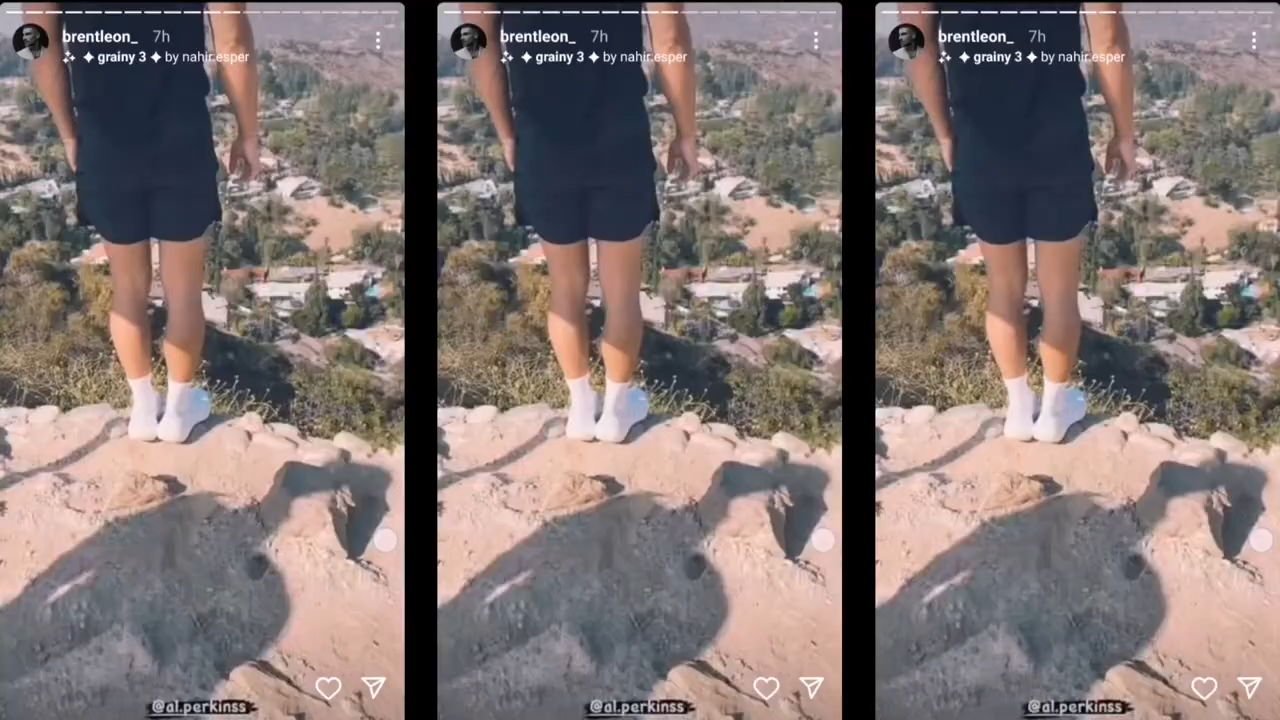 brentleon_ 7h
✦ grainy 3 ✦ by nahir.esper
@al.perkinss
brentleon_ 7h
✦ grainy 3 ✦ by nahir.esper
@al.perkinss
brentleon_ 7h
✦ grainy 3 ✦ by nahir.esper
@al.perkinss